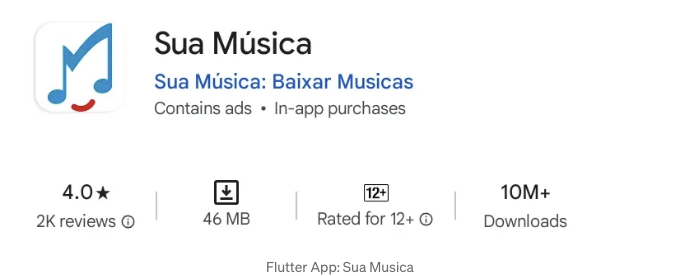 Sua Música
Sua Música: Baixar Musicas
Contains ads • In-app purchases
4.0★
2K reviews
46 MB
12+
Rated for 12+
10M+
Downloads
Flutter App: Sua Musica